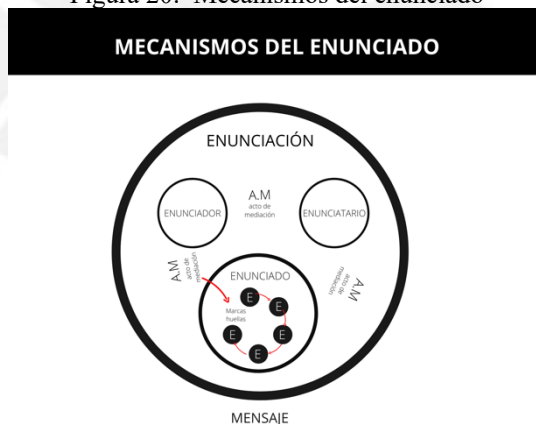 Figura 20. Mecanismos del enunciado
MECANISMOS DEL ENUNCIADO
ENUNCIACIÓN
A.M
acto de
mediación
ENUNCIADOR
ENUNCIATARIO
A.M
acto de
mediación
A.M
acto de
mediación
ENUNCIADO
Marcas
huellas
E
E
E
E
E
MENSAJE